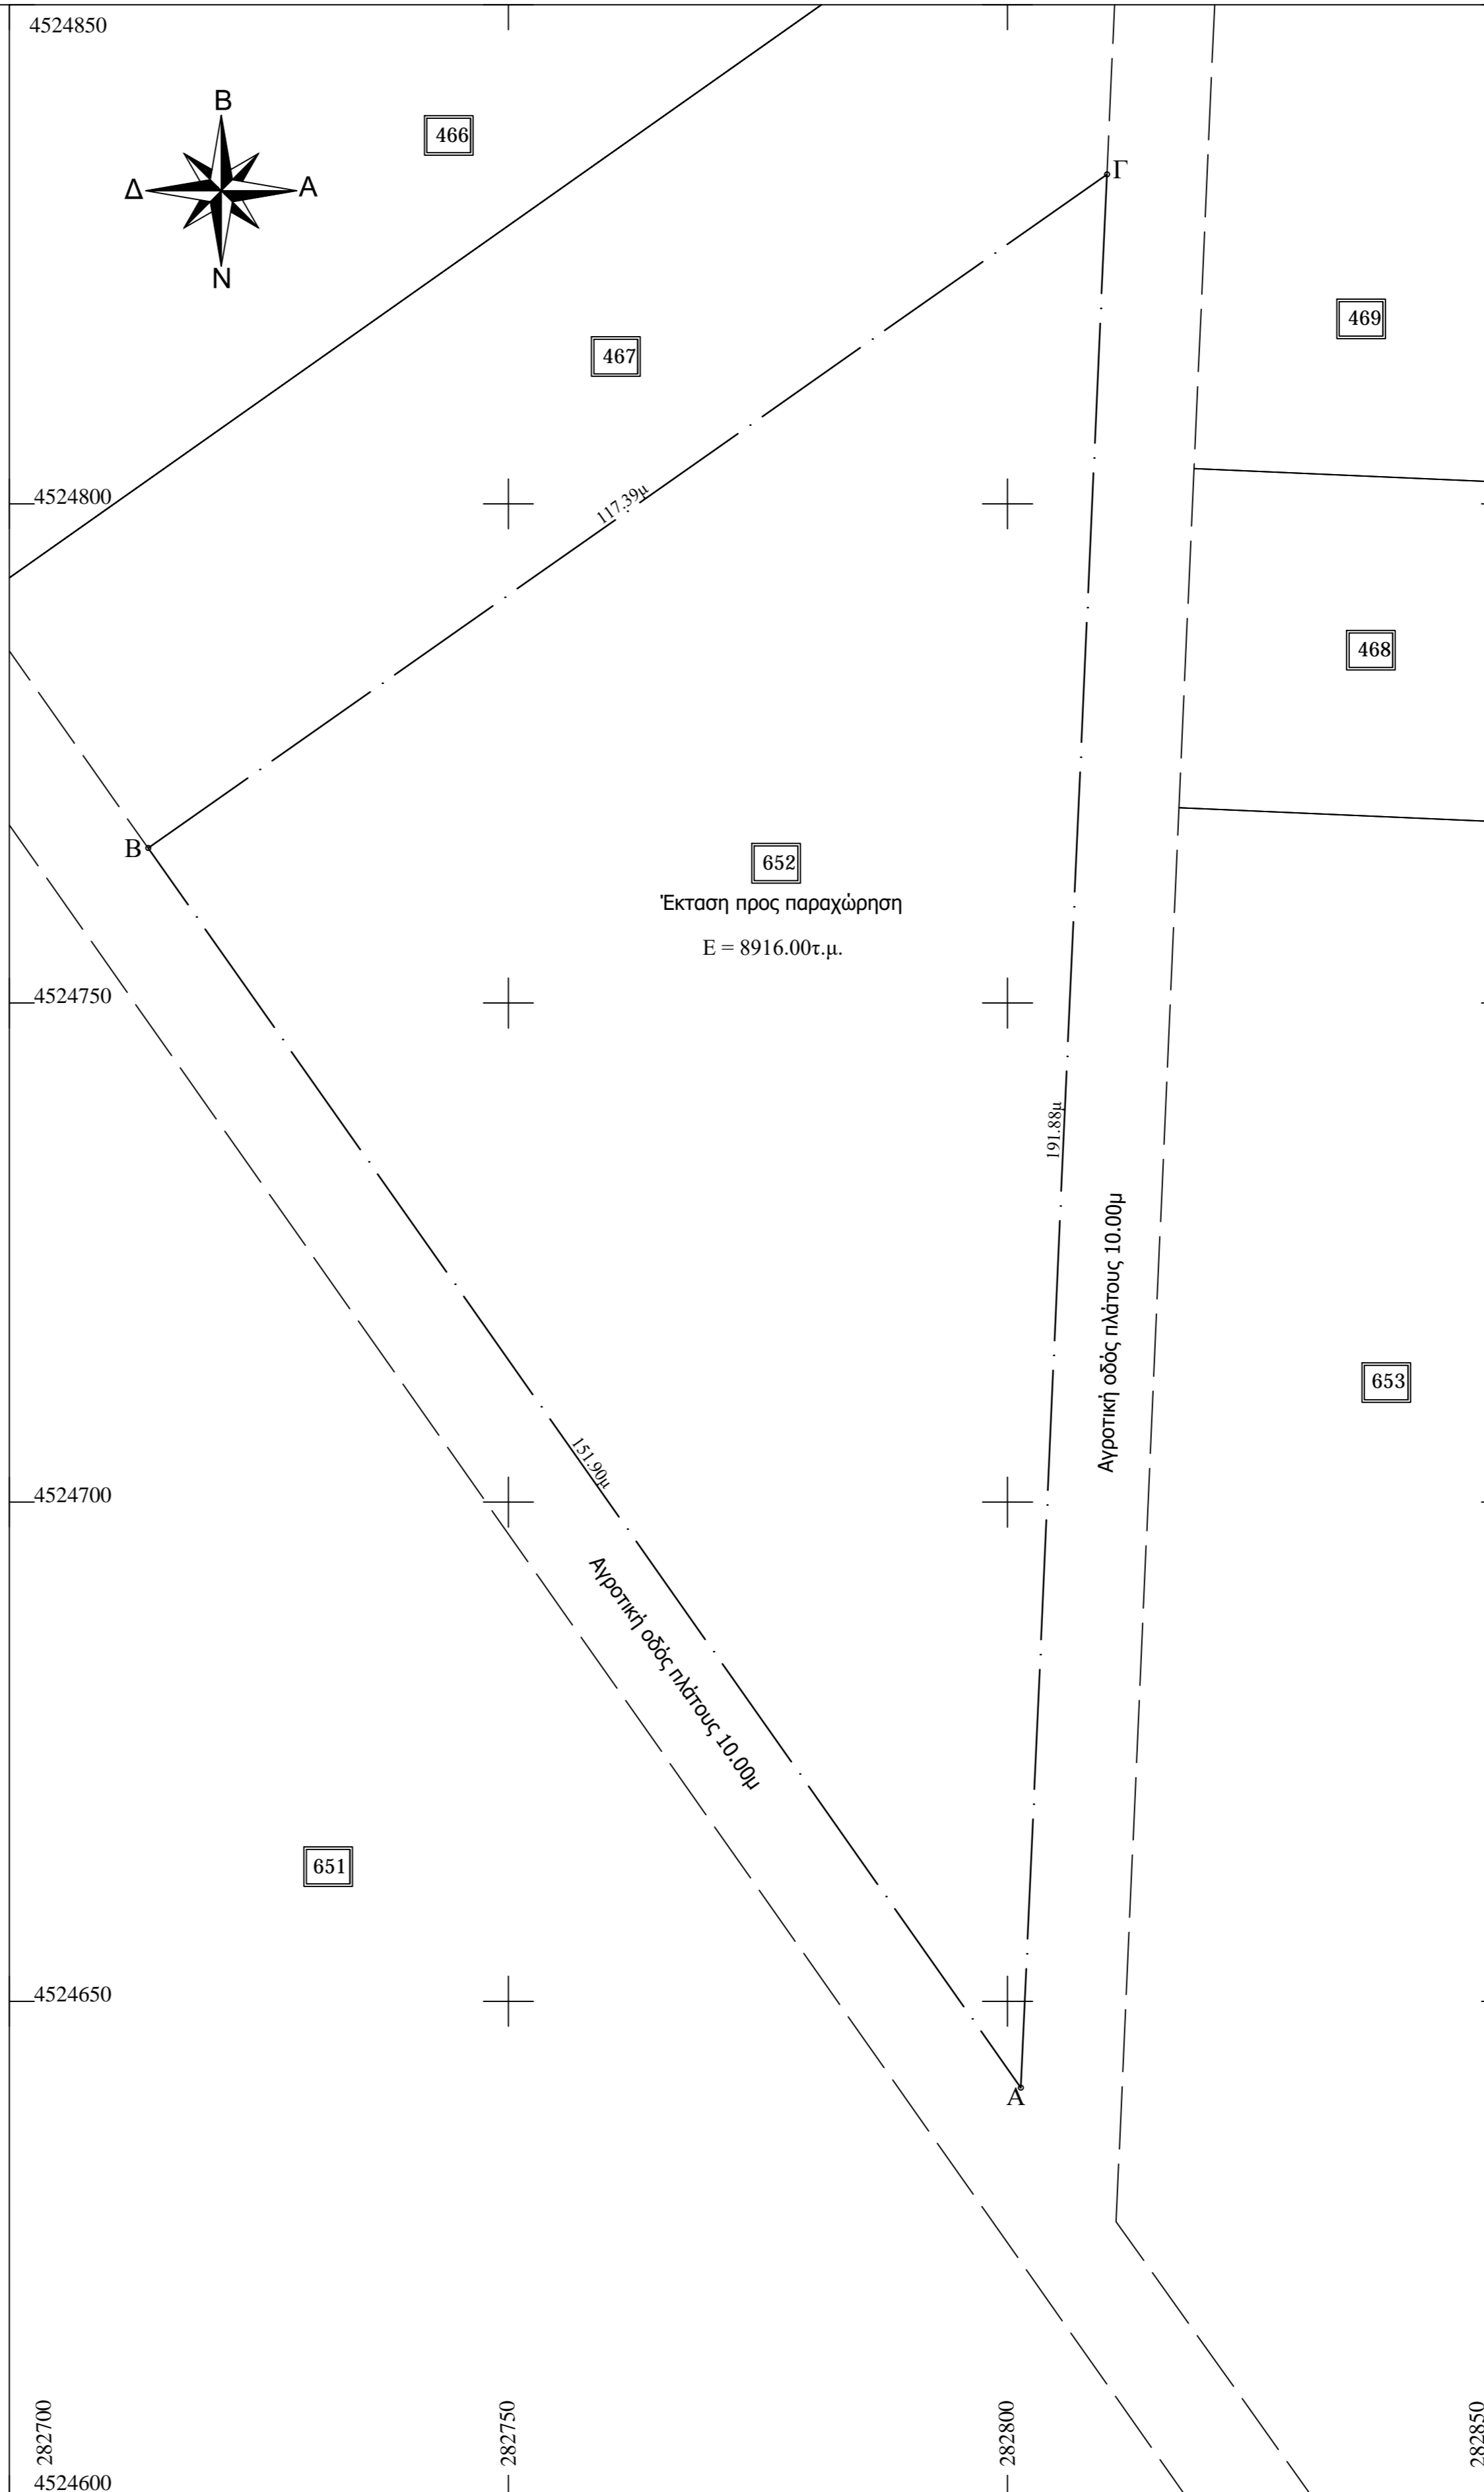 4524850
Β
Δ
Α
Ν
466
Γ
469
467
4524800
117.39μ
468
Β
652
Έκταση προς παραχώρηση
Ε = 8916.00τ.μ.
4524750
191.88μ
Αγροτική οδός πλάτους 10.00μ
653
151.90μ
4524700
Αγροτική οδός πλάτους 10.00μ
651
4524650
Α
282700
282750
282800
282850
4524600